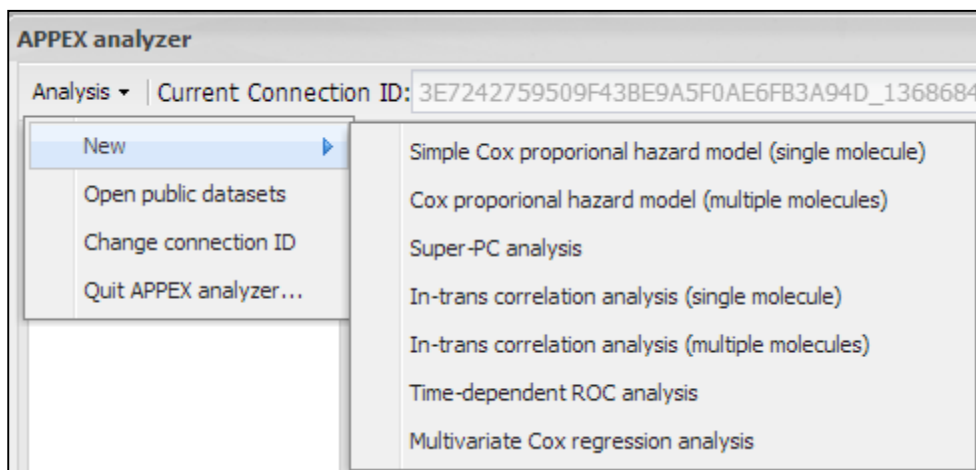 APPEX analyzer
Analysis Current Connection ID: 3E7242759509F43BE9A5F0AE6FB3A94D_1368684
New
Open public datasets
Change connection ID
Quit APPEX analyzer...
Simple Cox proporional hazard model (single molecule)
Cox proporional hazard model (multiple molecules)
Super-PC analysis
In-trans correlation analysis (single molecule)
In-trans correlation analysis (multiple molecules)
Time-dependent ROC analysis
Multivariate Cox regression analysis